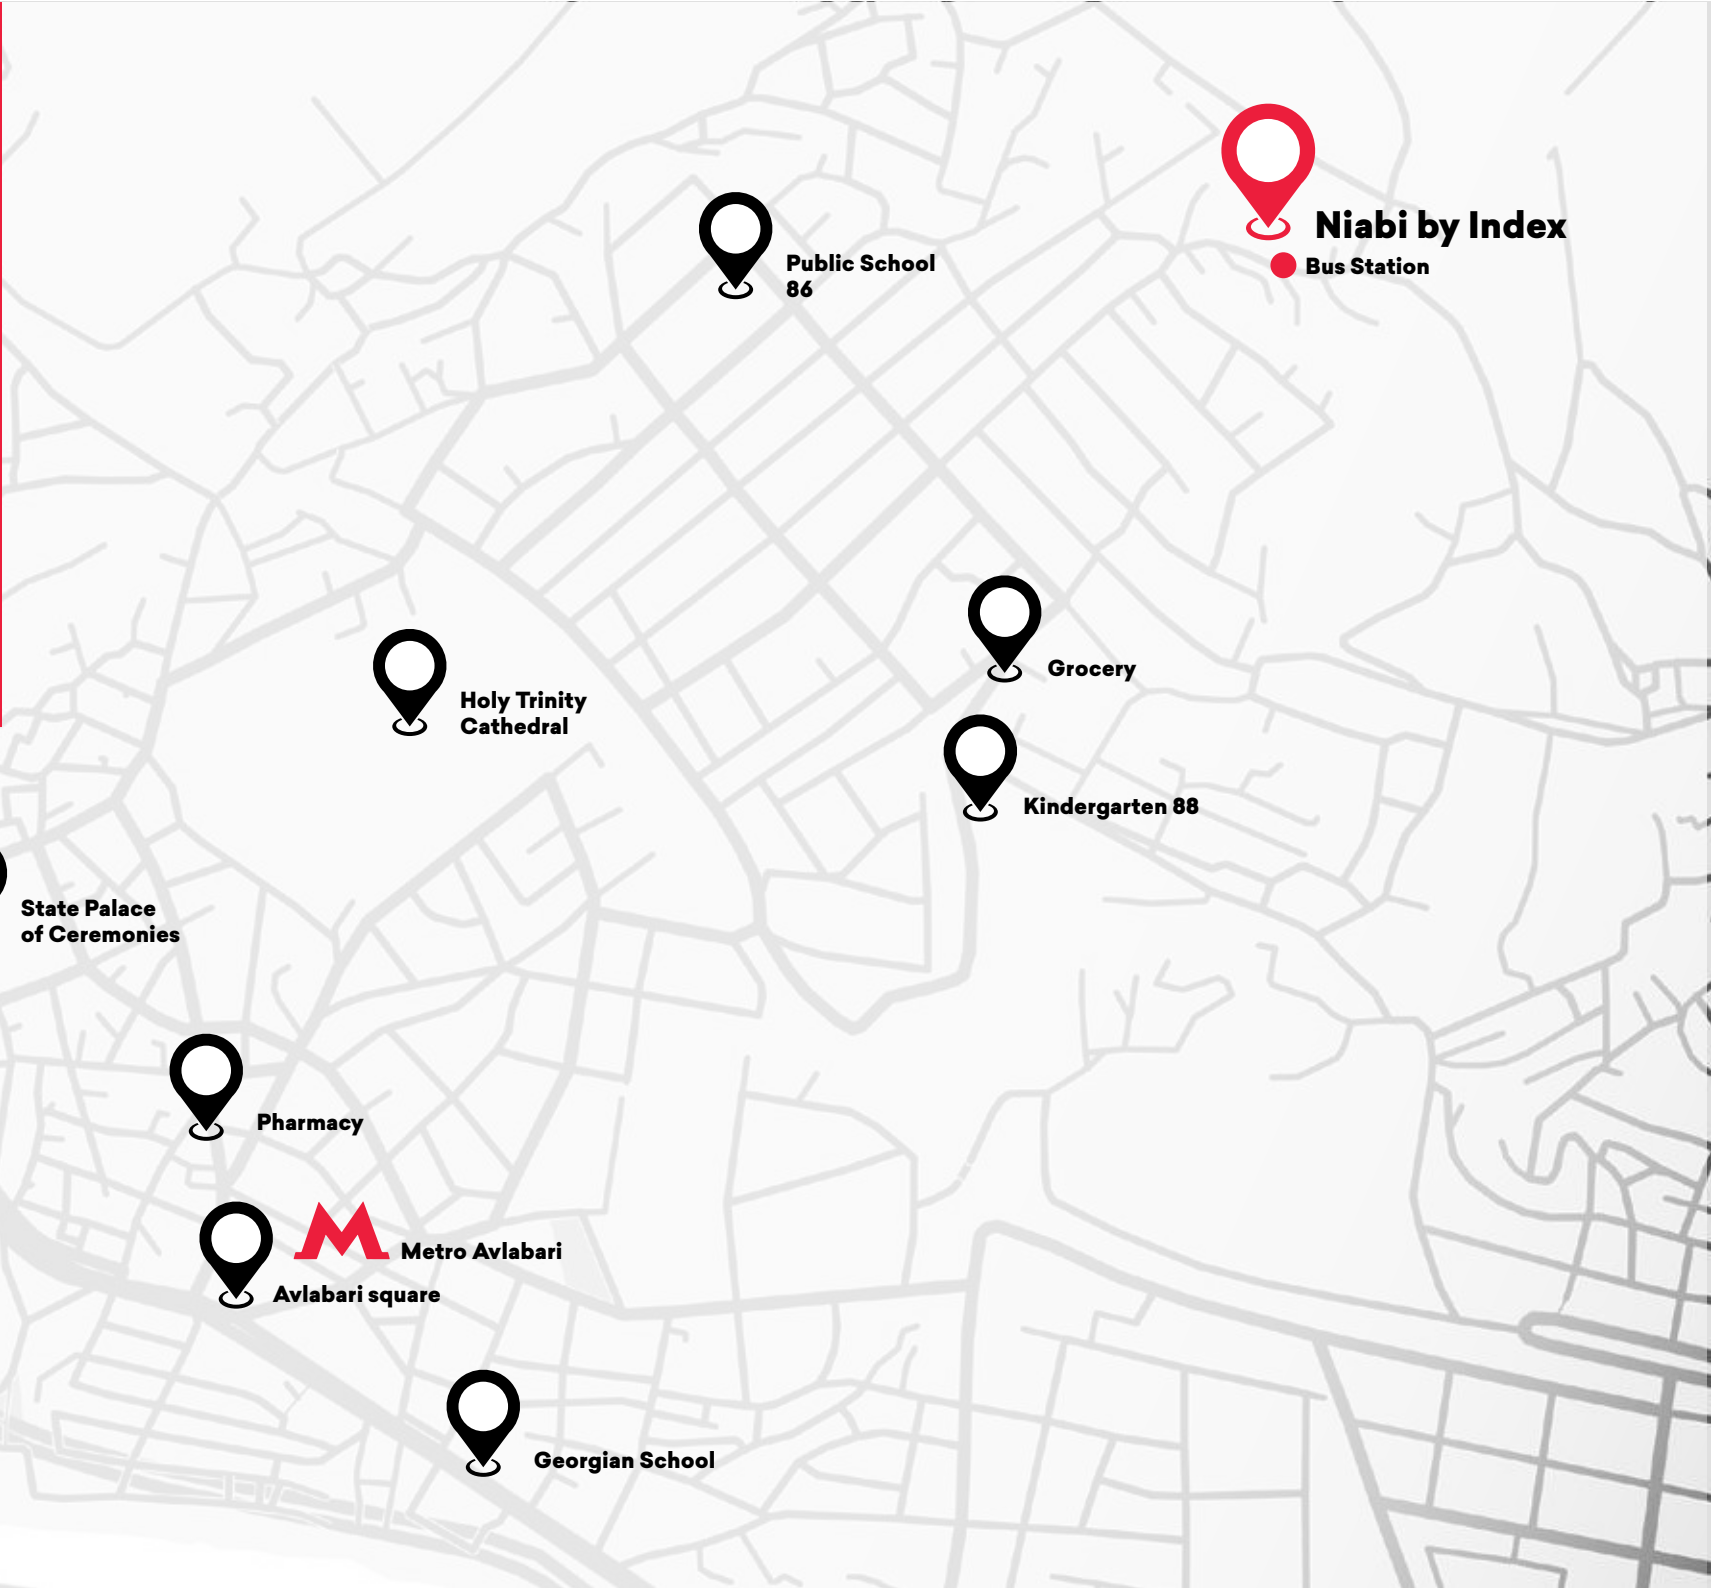 Niabi by Index
Bus Station
Public School
86
Grocery
Holy Trinity
Cathedral
Kindergarten 88
State Palace
of Ceremonies
Pharmacy
Metro Avlabari
Avlabari square
Georgian School